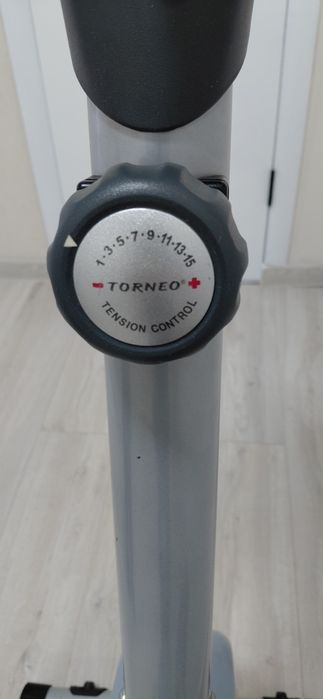 1·3·5·7·9·11·13·15
- TORNEO® +
TENSION CONTROL